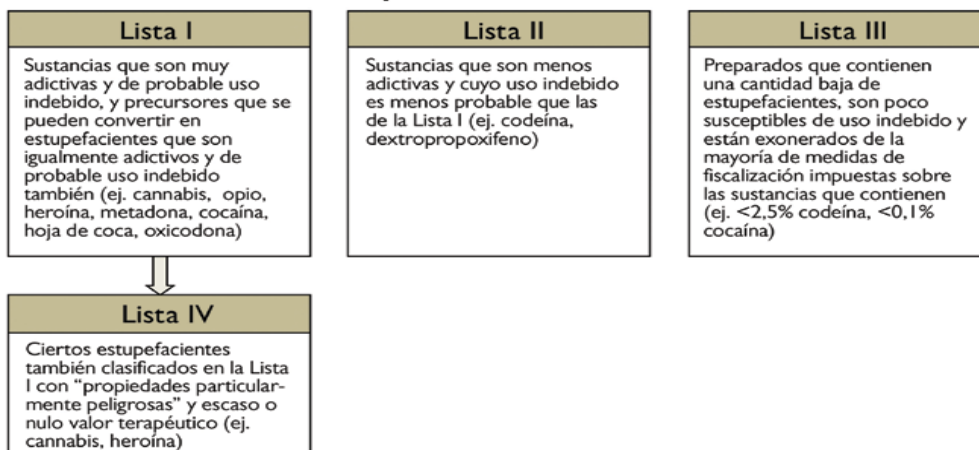 Lista I
Sustancias que son muy
adictivas y de probable uso
indebido, y precursores que se
pueden convertir en
estupefacientes que son
igualmente adictivos y de
probable uso indebido
también (ej. cannabis, opio,
heroína, metadona, cocaína,
hoja de coca, oxicodona)
Lista II
Sustancias que son menos
adictivas y cuyo uso indebido
es menos probable que las
de la Lista I (ej. codeína,
dextropropoxífeno)
Lista III
Preparados que contienen
una cantidad baja de
estupefacientes, son poco
susceptibles de uso indebido y
están exonerados de la
mayoría de medidas de
fiscalización impuestas sobre
las sustancias que contienen
(ej. <2,5% codeína, <0,1%
cocaína)
Lista IV
Ciertos estupefacientes
también clasificados en la Lista
I con “propiedades particular-
mente peligrosas” y escaso o
nulo valor terapéutico (ej.
cannabis, heroína)